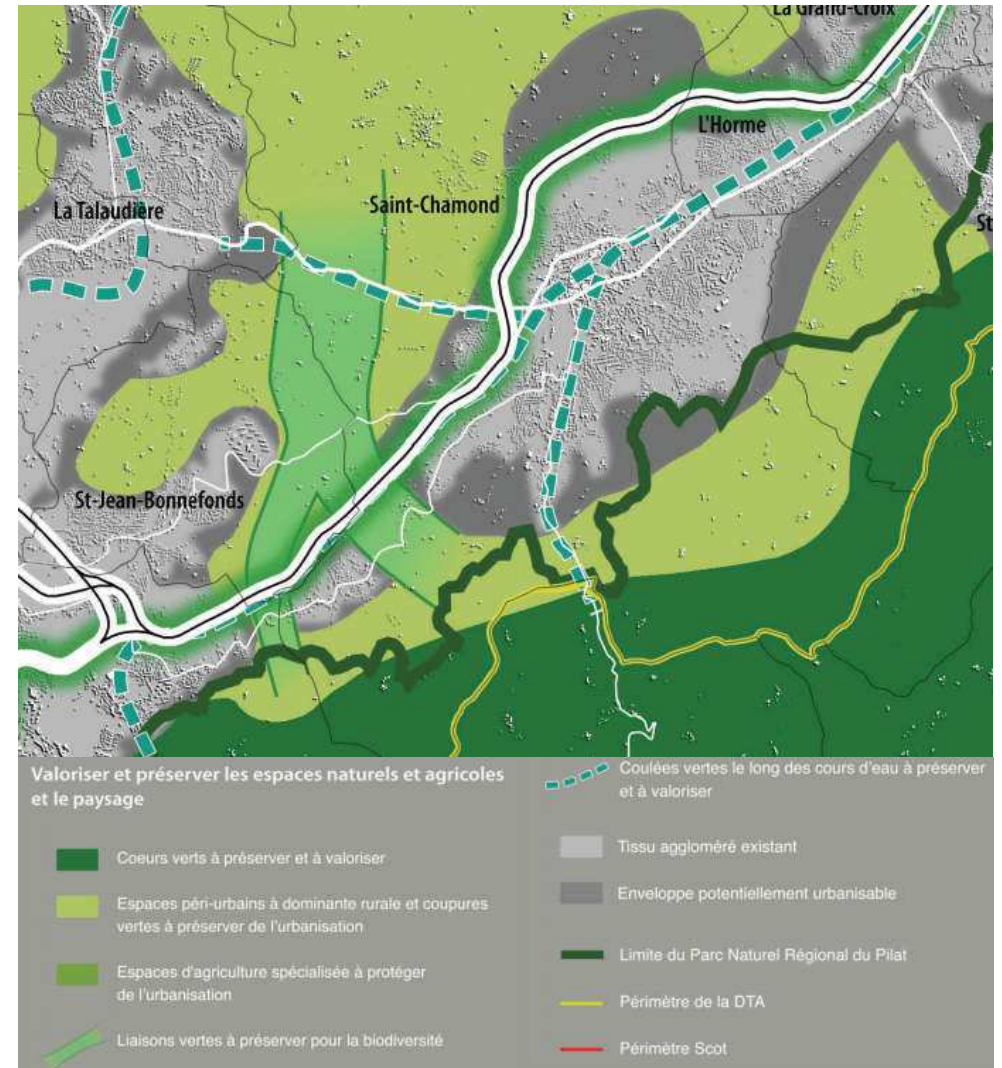 La Grand-Croix
L'Horme
Saint-Chamond
La Talaudière
St
St-Jean-Bonnefonds
Valoriser et préserver les espaces naturels et agricoles
et le paysage
Coeurs verts à préserver et à valoriser
Espaces péri-urbains à dominante rurale et coupures
vertes à préserver de l'urbanisation
Espaces d'agriculture spécialisée à protéger
de l'urbanisation
Liaisons vertes à préserver pour la biodiversité
Coulées vertes le long des cours d'eau à préserver
et à valoriser
Tissu aggloméré existant
Enveloppe potentiellement urbanisable
Limite du Parc Naturel Régional du Pilat
Périmètre de la DTA
Périmètre Scot